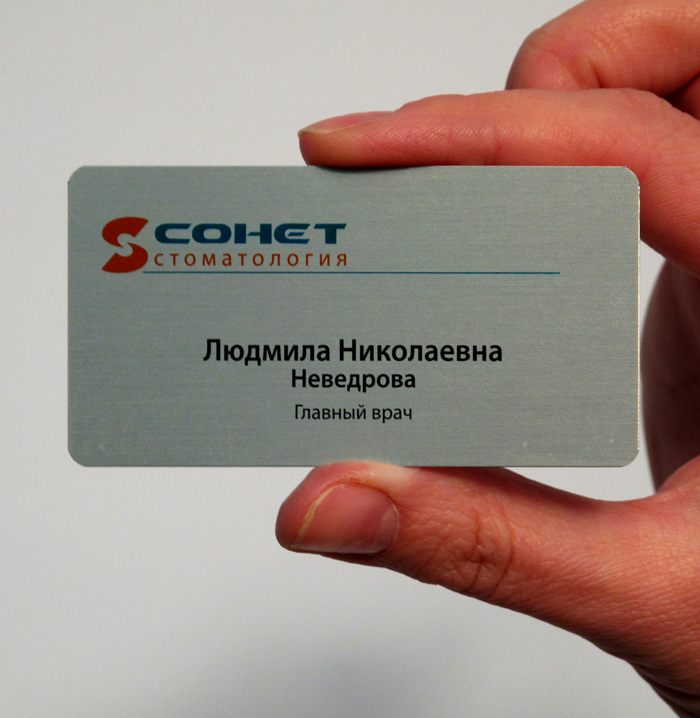 СОНЕТ
стоматология
Людмила Николаевна
Неведрова
Главный врач